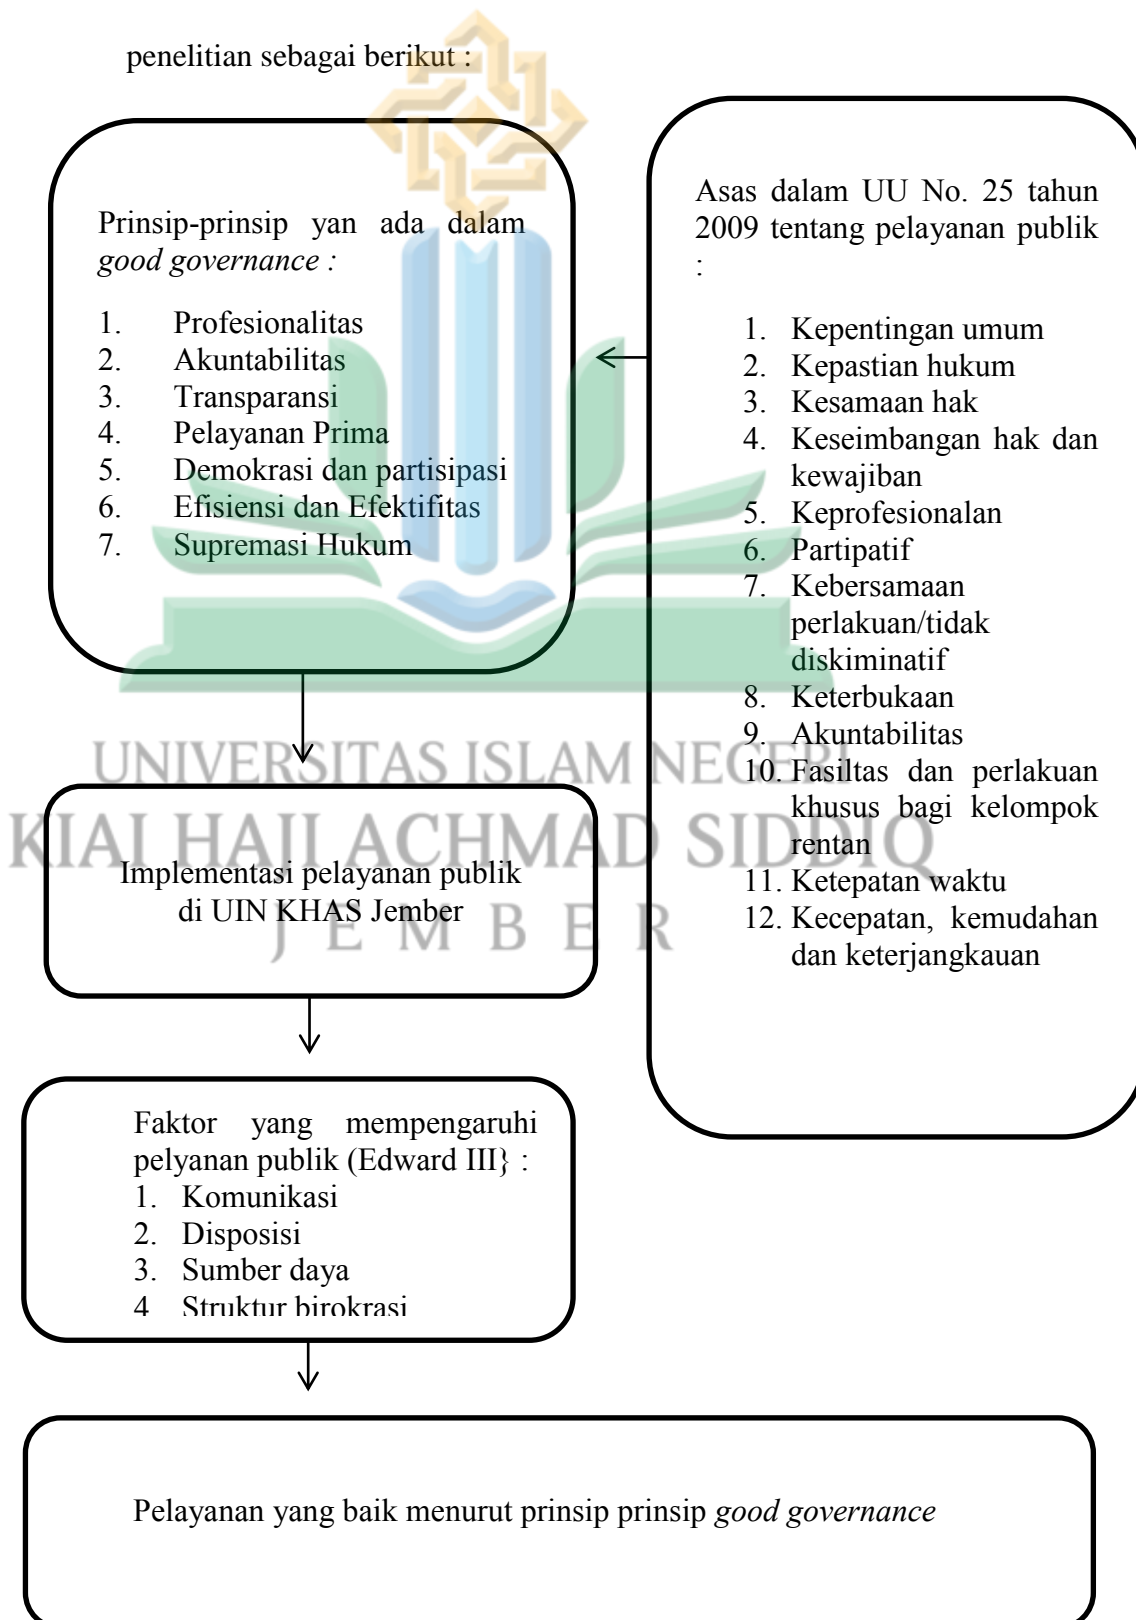 penelitian sebagai berikut :
Prinsip-prinsip yan ada dalam
good governance :
1. Profesionalitas
2. Akuntabilitas
3. Transparansi
4. Pelayanan Prima
5. Demokrasi dan partisipasi
6. Efisiensi dan Efektifitas
7. Supremasi Hukum
Asas dalam UU No. 25 tahun
2009 tentang pelayanan publik
:
1. Kepentingan umum
2. Kepastian hukum
3. Kesamaan hak
4. Keseimbangan hak dan
kewajiban
5. Keprofesionalan
6. Partipatif
7. Kebersamaan
perlakuan/tidak
diskiminatif
8. Keterbukaan
9. Akuntabilitas
10. Fasiltas dan perlakuan
khusus bagi kelompok
rentan
11. Ketepatan waktu
12. Kecepatan, kemudahan
dan keterjangkauan
UNIVERSITAS ISLAM NEGERI
KIAI HAJI ACHMAD SIDDIQ
JEMBER
Implementasi pelayanan publik
di UIN KHAS Jember
Faktor yang mempengaruhi
pelyanan publik (Edward III} :
1. Komunikasi
2. Disposisi
3. Sumber daya
4 Struktur birokrasi
Pelayanan yang baik menurut prinsip prinsip good governance